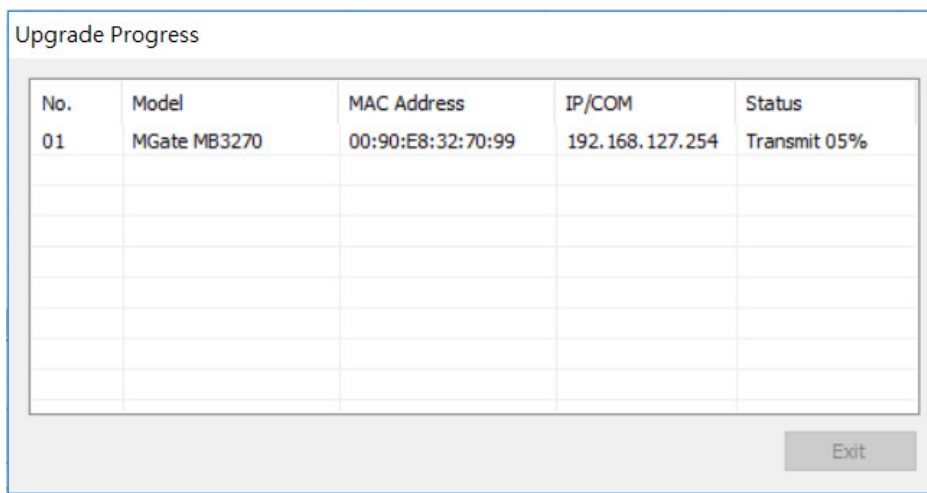 Upgrade Progress
No. Model MAC Address IP/COM Status
01 MGate MB3270 00:90:E8:32:70:99 192.168.127.254 Transmit 05%
Exit